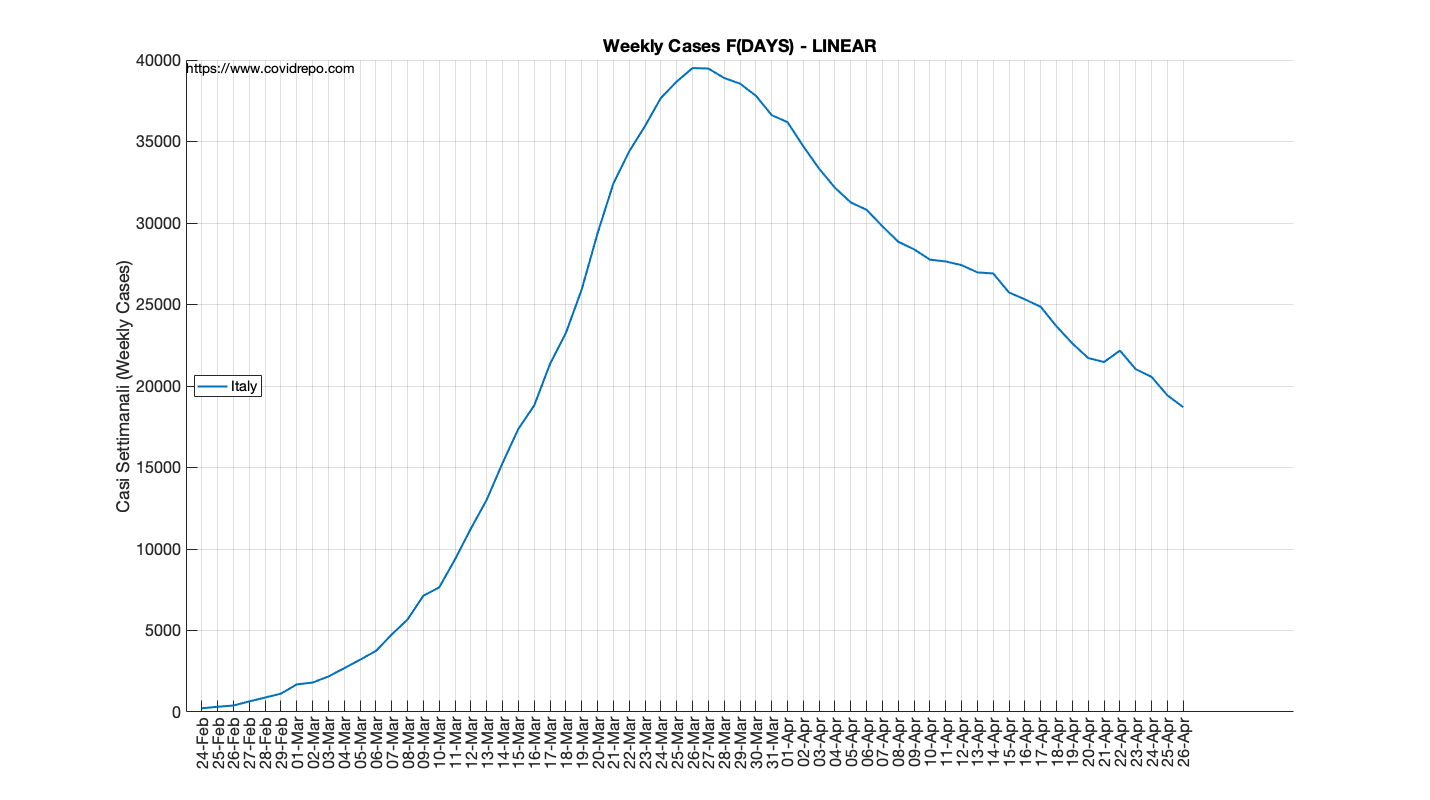 Weekly Cases F(DAYS) - LINEAR
https://www.covidrepo.com
40000
35000
30000
25000
20000
15000
10000
5000
0
Casi Settimanali (Weekly Cases)
Italy
24-Feb
25-Feb
26-Feb
27-Feb
28-Feb
29-Feb
01-Mar
02-Mar
03-Mar
04-Mar
05-Mar
06-Mar
07-Mar
08-Mar
09-Mar
10-Mar
11-Mar
12-Mar
13-Mar
14-Mar
15-Mar
16-Mar
17-Mar
18-Mar
19-Mar
20-Mar
21-Mar
22-Mar
23-Mar
24-Mar
25-Mar
26-Mar
27-Mar
28-Mar
29-Mar
30-Mar
31-Mar
01-Apr
02-Apr
03-Apr
04-Apr
05-Apr
06-Apr
07-Apr
08-Apr
09-Apr
10-Apr
11-Apr
12-Apr
13-Apr
14-Apr
15-Apr
16-Apr
17-Apr
18-Apr
19-Apr
20-Apr
21-Apr
22-Apr
23-Apr
24-Apr
25-Apr
26-Apr